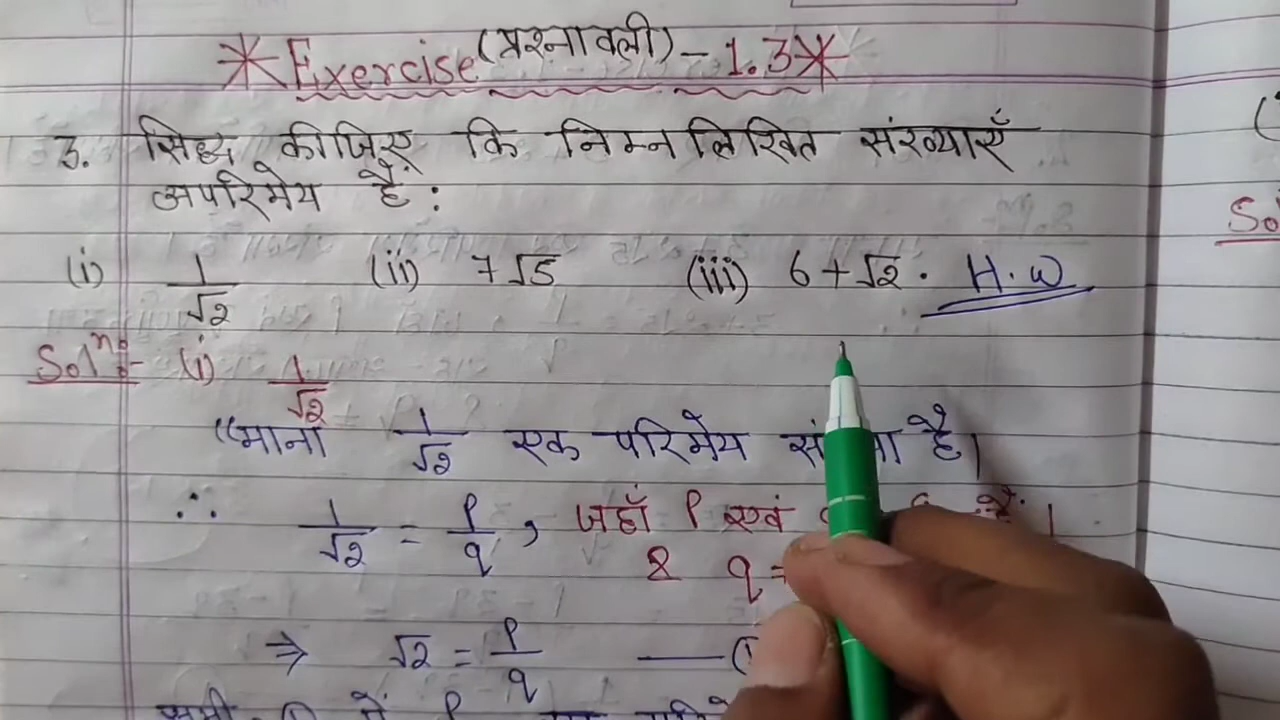 *Exercise (प्रश्नावली) – 1.3*
3. सिद्ध कीजिए कि निम्नलिखित संख्याएँ
अपरिमेय हैं :
(i) 1/√2 (ii) 7√5 (iii) 6+√2 . H.W
Solⁿ:- (i) 1/√2
"माना 1/√2 एक परिमेय है।
∴ 1/√2 = p/q , जहाँ p एवं हैं।
& q =
⇒ √2 = p/q —
में p